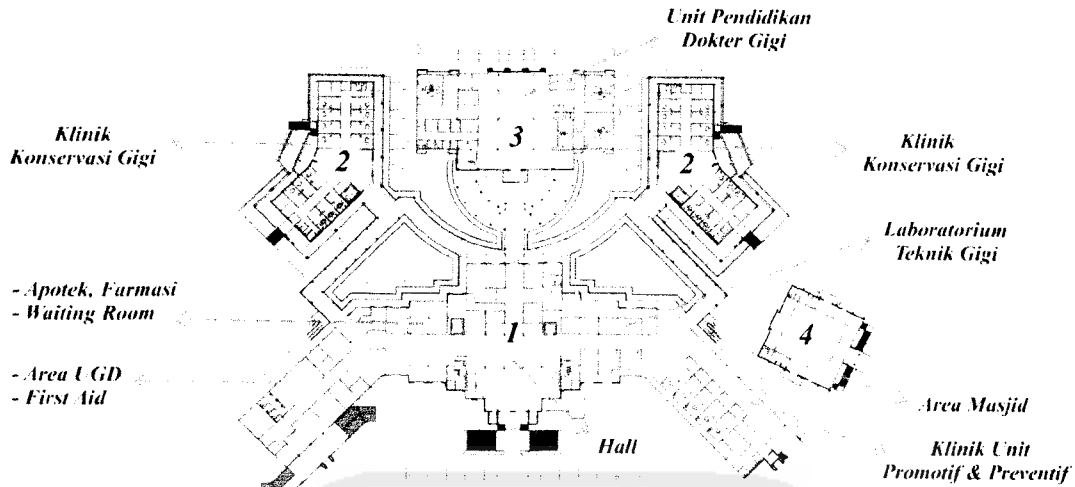 Unit Pendidikan
Dokter Gigi
3
Klinik
Konservasi Gigi
2
2
Klinik
Konservasi Gigi
Laboratorium
Teknik Gigi
- Apotek, Farmasi
- Waiting Room
1
4
- Area UGD
- First Aid
Area Masjid
Hall
Klinik Unit
Promotif & Preventif